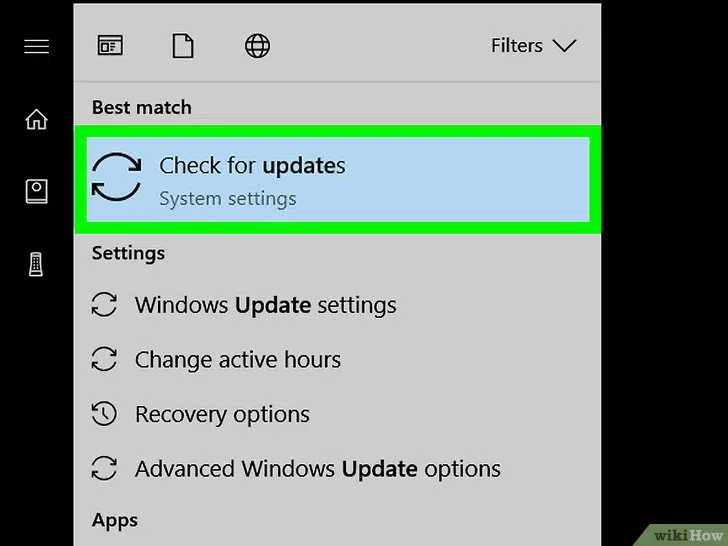 Filters
Best match
Check for updates
System settings
Settings
Windows Update settings
Change active hours
Recovery options
Advanced Windows Update options
Apps
wikiHow